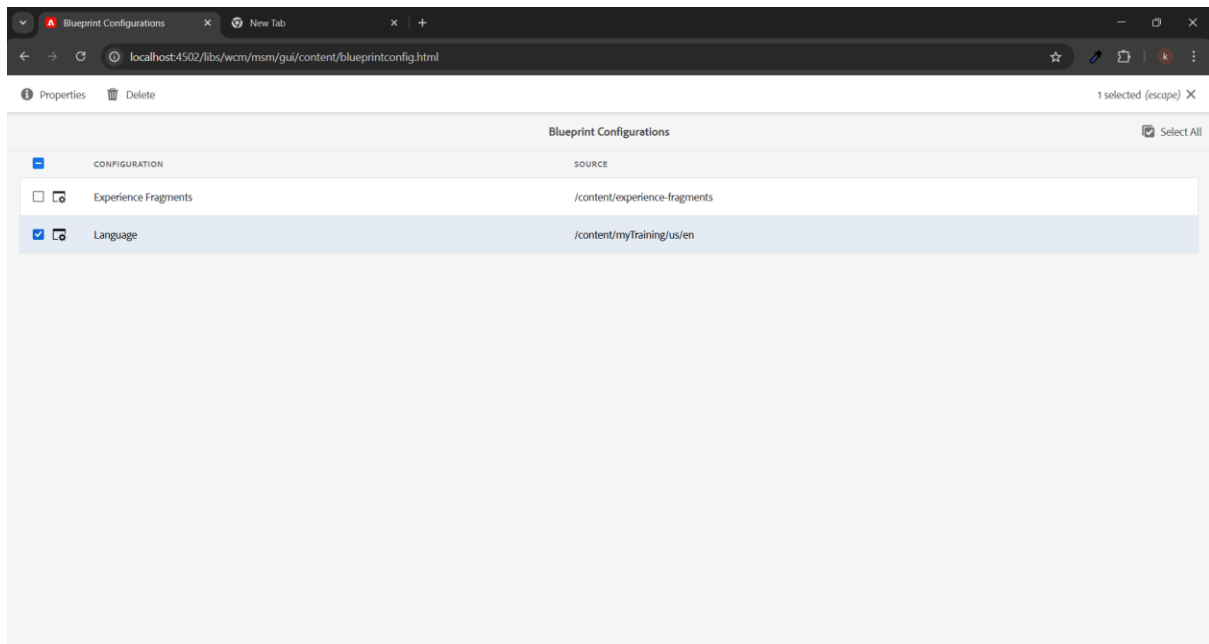 Blueprint Configurations
New Tab
localhost:4502/libs/wcm/msm/gui/content/blueprintconfig.html
k
Properties Delete 1 selected (escape)
Blueprint Configurations Select All
CONFIGURATION SOURCE
Experience Fragments /content/experience-fragments
Language /content/myTraining/us/en